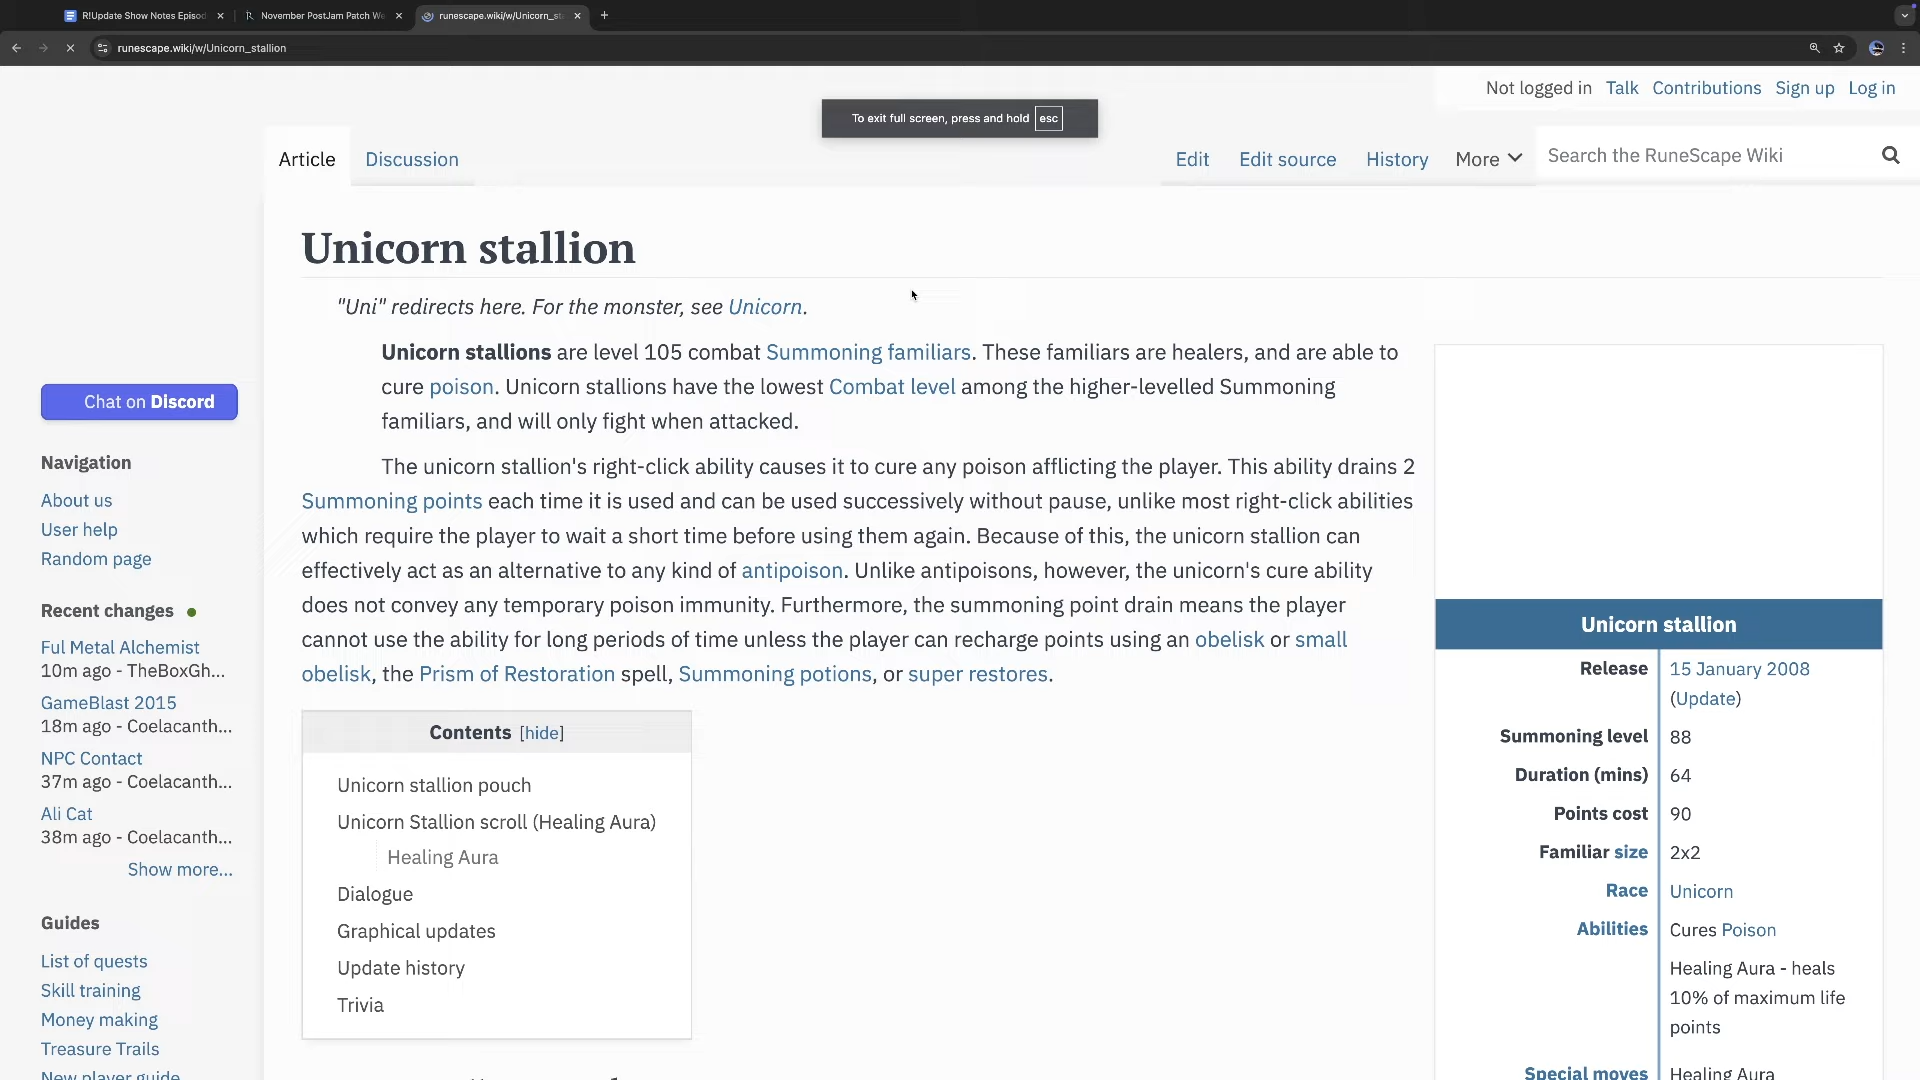 R!Update Show Notes Episod
November PostJam Patch We
runescape.wiki/w/Unicorn_st
runescape.wiki/w/Unicorn_stallion
Not logged in Talk Contributions Sign up Log in
To exit full screen, press and hold esc
Article Discussion Edit Edit source History More Search the RuneScape Wiki
Unicorn stallion
"Uni" redirects here. For the monster, see Unicorn.
Unicorn stallions are level 105 combat Summoning familiars. These familiars are healers, and are able to
cure poison. Unicorn stallions have the lowest Combat level among the higher-levelled Summoning
familiars, and will only fight when attacked.
The unicorn stallion's right-click ability causes it to cure any poison afflicting the player. This ability drains 2
Summoning points each time it is used and can be used successively without pause, unlike most right-click abilities
which require the player to wait a short time before using them again. Because of this, the unicorn stallion can
effectively act as an alternative to any kind of antipoison. Unlike antipoisons, however, the unicorn's cure ability
does not convey any temporary poison immunity. Furthermore, the summoning point drain means the player
cannot use the ability for long periods of time unless the player can recharge points using an obelisk or small
obelisk, the Prism of Restoration spell, Summoning potions, or super restores.
Contents [hide]
Unicorn stallion pouch
Unicorn Stallion scroll (Healing Aura)
Healing Aura
Dialogue
Graphical updates
Update history
Trivia
Chat on Discord
Navigation
About us
User help
Random page
Recent changes
Ful Metal Alchemist
10m ago - TheBoxGh...
GameBlast 2015
18m ago - Coelacanth...
NPC Contact
37m ago - Coelacanth...
Ali Cat
38m ago - Coelacanth...
Show more...
Guides
List of quests
Skill training
Money making
Treasure Trails
New player guide
Unicorn stallion
Release 15 January 2008
(Update)
Summoning level 88
Duration (mins) 64
Points cost 90
Familiar size 2x2
Race Unicorn
Abilities Cures Poison
Healing Aura - heals
10% of maximum life
points
Special moves Healing Aura